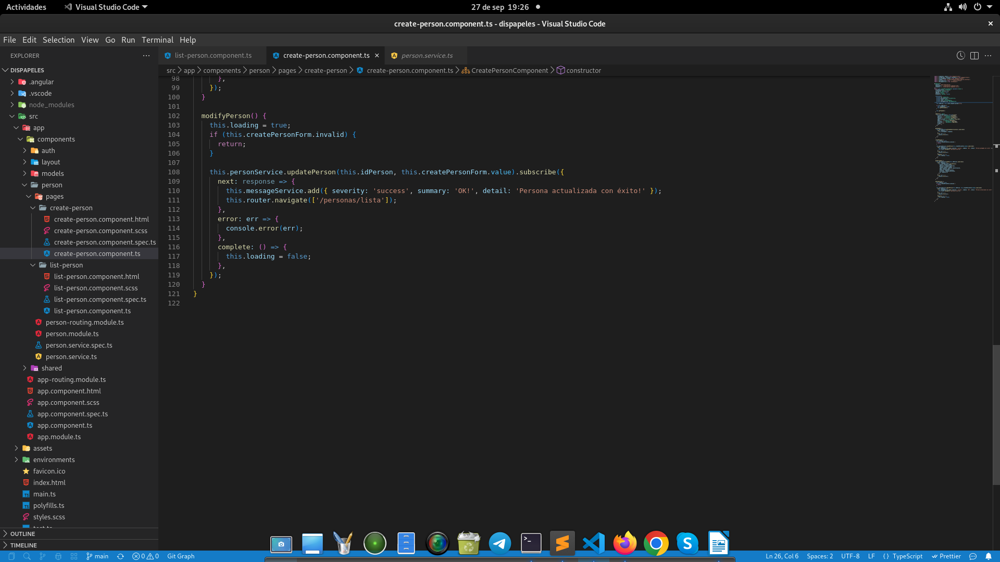 Actividades
Visual Studio Code
27 de sep 19:26
create-person.component.ts - dispapeles - Visual Studio Code
File Edit Selection View Go Run Terminal Help
EXPLORER
DISPAPELES
.angular
.vscode
node_modules
src
app
components
auth
layout
models
person
pages
create-person
create-person.component.html
create-person.component.scss
create-person.component.spec.ts
create-person.component.ts
list-person
list-person.component.html
list-person.component.scss
list-person.component.spec.ts
list-person.component.ts
person-routing.module.ts
person.module.ts
person.service.spec.ts
person.service.ts
shared
app-routing.module.ts
app.component.html
app.component.scss
app.component.spec.ts
app.component.ts
app.module.ts
assets
environments
favicon.ico
index.html
main.ts
polyfills.ts
styles.scss
OUTLINE
TIMELINE
list-person.component.ts
create-person.component.ts
person.service.ts
src > app > components > person > pages > create-person > create-person.component.ts > CreatePersonComponent > constructor
98 },
99 });
100 }
101
102 modifyPerson() {
103 this.loading = true;
104 if (this.createPersonForm.invalid) {
105 return;
106 }
107
108 this.personService.updatePerson(this.idPerson, this.createPersonForm.value).subscribe({
109 next: response => {
110 this.messageService.add({ severity: 'success', summary: 'OK!', detail: 'Persona actualizada con éxito!' });
111 this.router.navigate(['/personas/lista']);
112 },
113 error: err => {
114 console.error(err);
115 },
116 complete: () => {
117 this.loading = false;
118 },
119 });
120 }
121 }
122
main
0 0
Git Graph
Ln 26, Col 6
Spaces: 2
UTF-8
LF
{ } TypeScript
Prettier